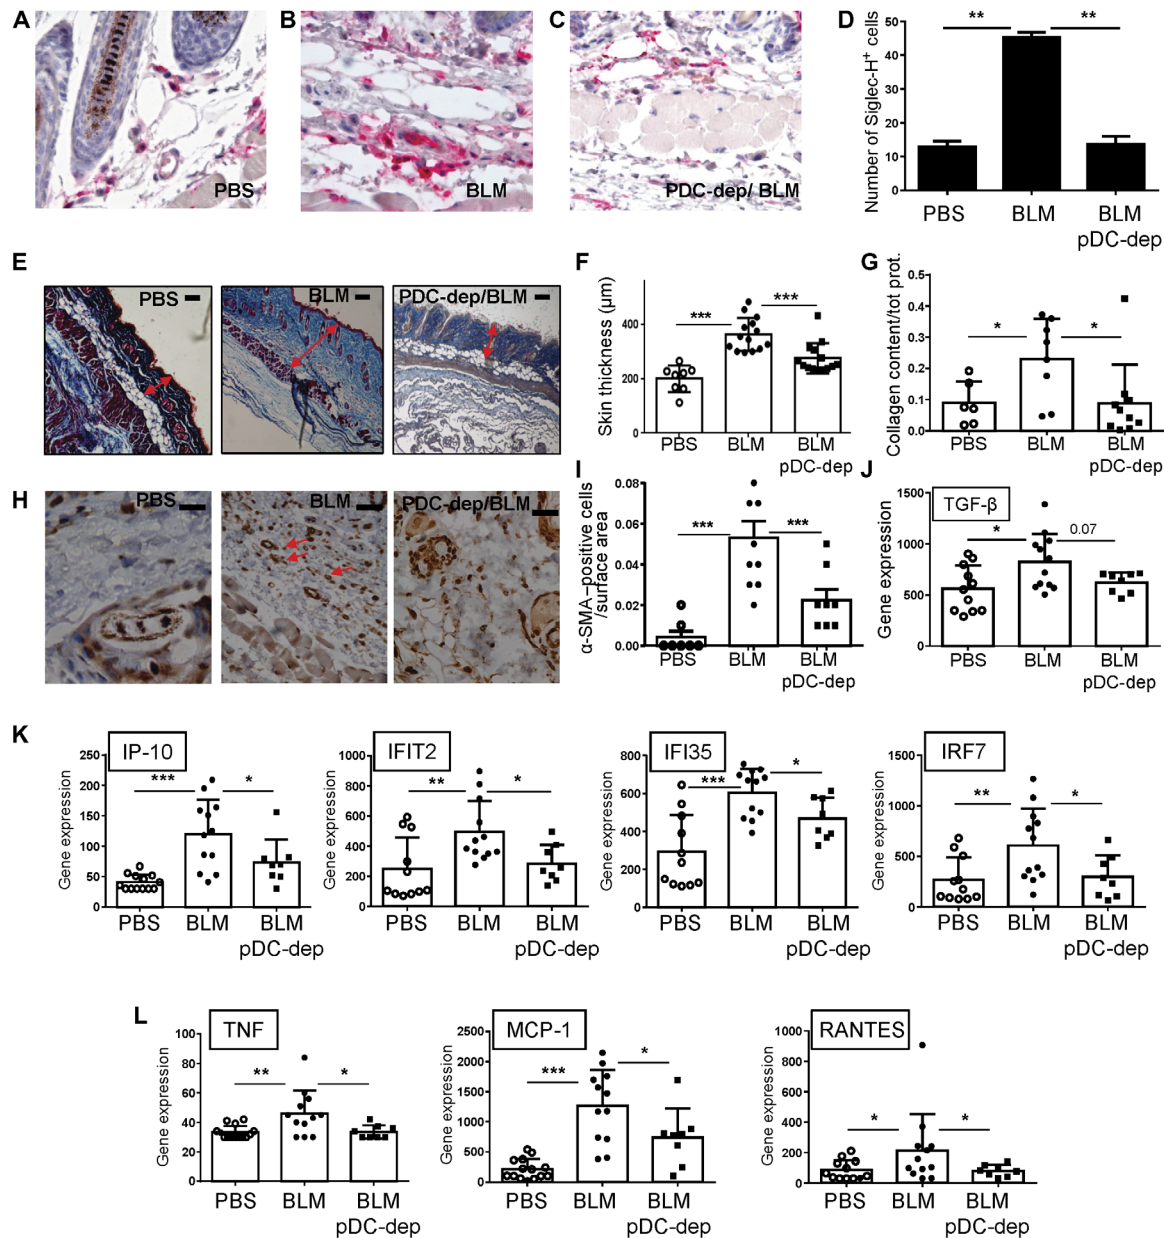 A
PBS
B
BLM
C
PDC-dep/ BLM
D
Number of Siglec-H+ cells
50
40
30
20
10
0
**
**
PBS
BLM
BLM
pDC-dep
E
PBS
BLM
PDC-dep/BLM
F
Skin thickness (μm)
400
200
0
***
***
PBS
BLM
BLM
pDC-dep
G
Collagen content/tot prot.
0.5
0.4
0.3
0.2
0.1
0.0
*
*
PBS
BLM
BLM
pDC-dep
H
PBS
BLM
PDC-dep/BLM
I
α-SMA–positive cells
/surface area
0.08
0.06
0.04
0.02
0.00
***
***
PBS
BLM
BLM
pDC-dep
J
TGF-β
Gene expression
1500
1000
500
0
*
0.07
PBS
BLM
BLM
pDC-dep
K
IP-10
Gene expression
250
200
150
100
50
0
***
*
PBS
BLM
BLM
pDC-dep
IFIT2
Gene expression
1000
800
600
400
200
0
**
*
PBS
BLM
BLM
pDC-dep
IFI35
Gene expression
800
600
400
200
0
***
*
PBS
BLM
BLM
pDC-dep
IRF7
Gene expression
1500
1000
500
0
**
*
PBS
BLM
BLM
pDC-dep
L
TNF
Gene expression
100
80
60
40
20
0
**
*
PBS
BLM
BLM
pDC-dep
MCP-1
Gene expression
2500
2000
1500
1000
500
0
***
*
PBS
BLM
BLM
pDC-dep
RANTES
Gene expression
1000
800
600
400
200
0
*
*
PBS
BLM
BLM
pDC-dep